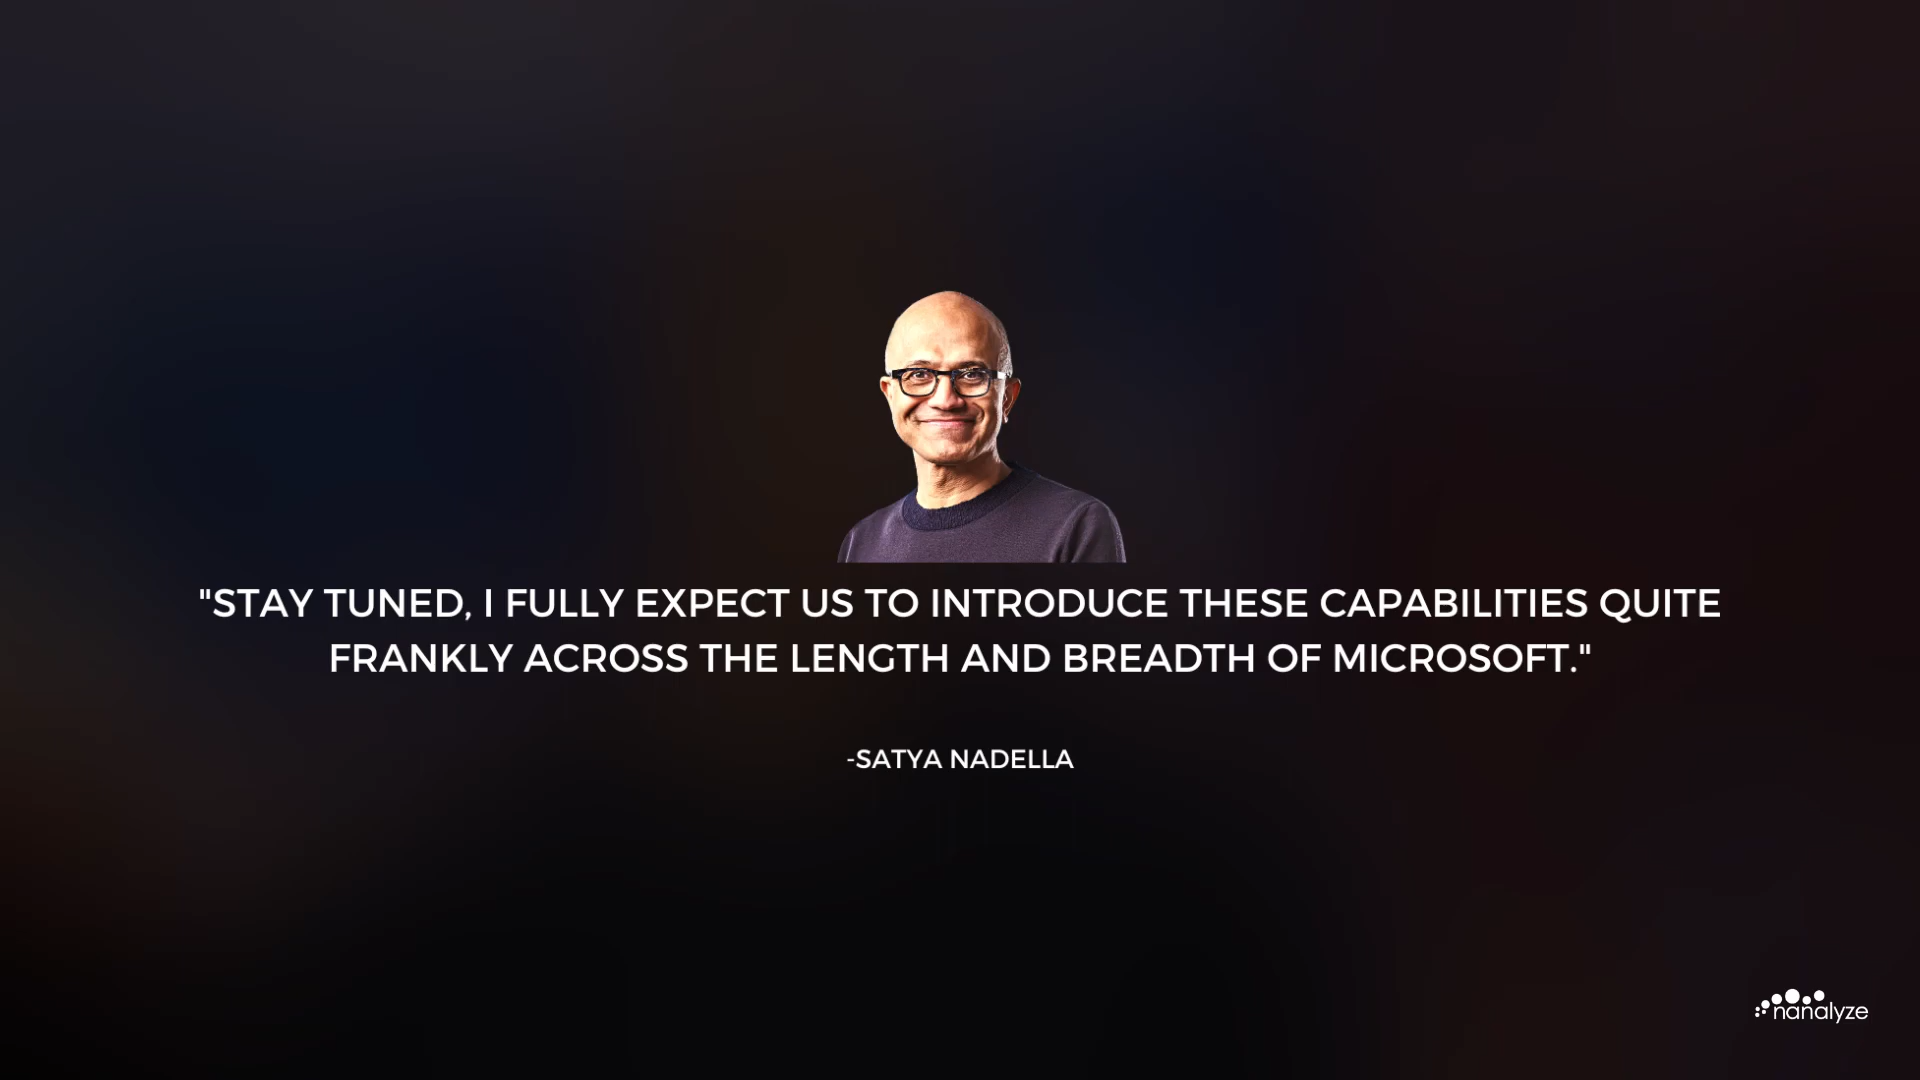 "STAY TUNED, I FULLY EXPECT US TO INTRODUCE THESE CAPABILITIES QUITE
FRANKLY ACROSS THE LENGTH AND BREADTH OF MICROSOFT."
-SATYA NADELLA
nanalyze